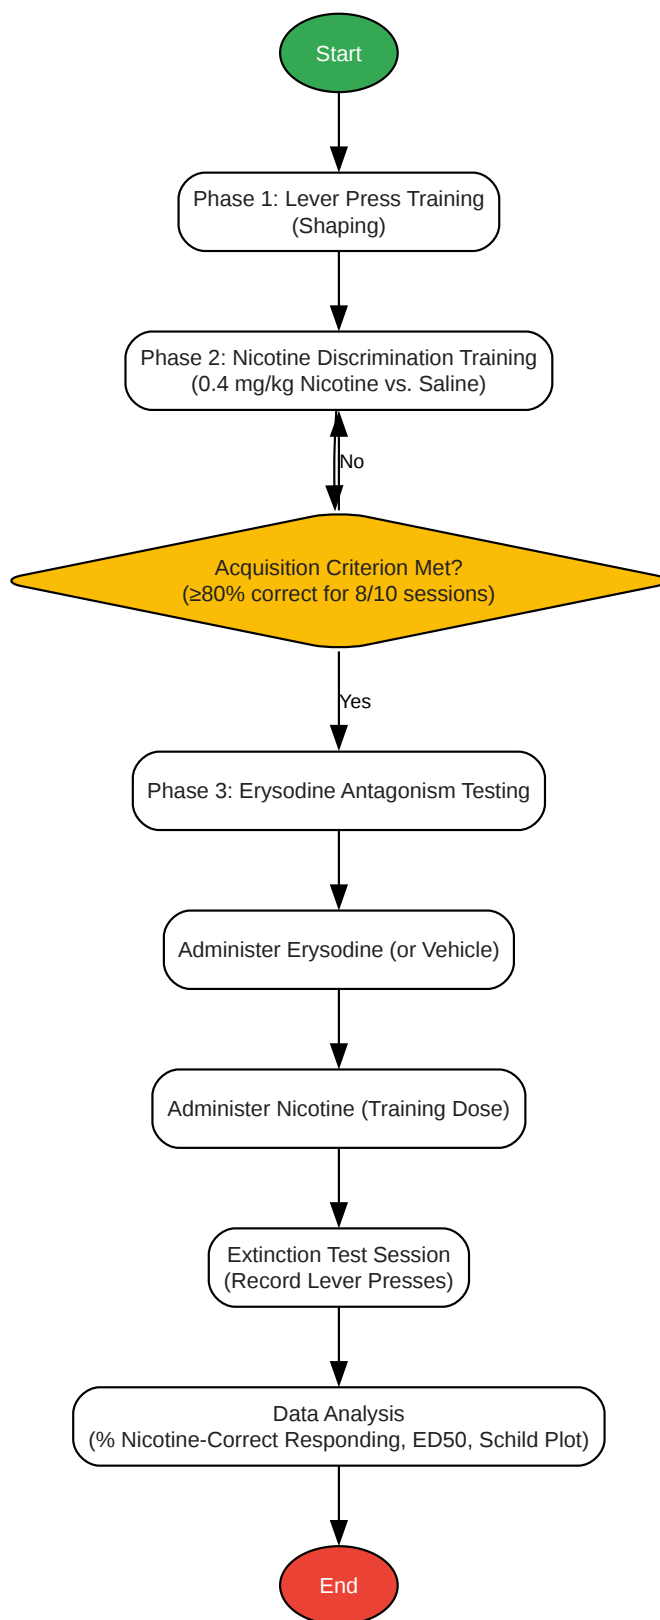 Start
Phase 1: Lever Press Training
(Shaping)
Phase 2: Nicotine Discrimination Training
(0.4 mg/kg Nicotine vs. Saline)
No
Acquisition Criterion Met?
(≥80% correct for 8/10 sessions)
Yes
Phase 3: Erysodine Antagonism Testing
Administer Erysodine (or Vehicle)
Administer Nicotine (Training Dose)
Extinction Test Session
(Record Lever Presses)
Data Analysis
(% Nicotine-Correct Responding, ED50, Schild Plot)
End